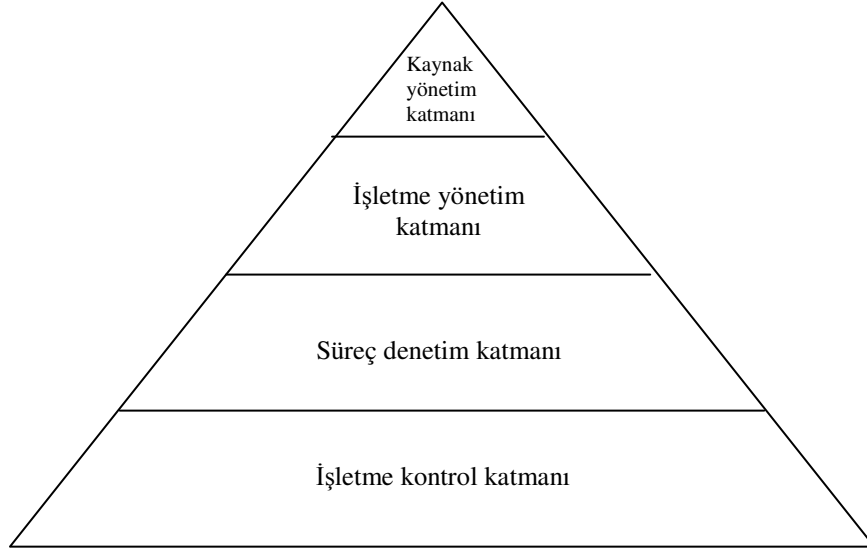 Kaynak
yönetim
katmanı
İşletme yönetim
katmanı
Süreç denetim katmanı
İşletme kontrol katmanı